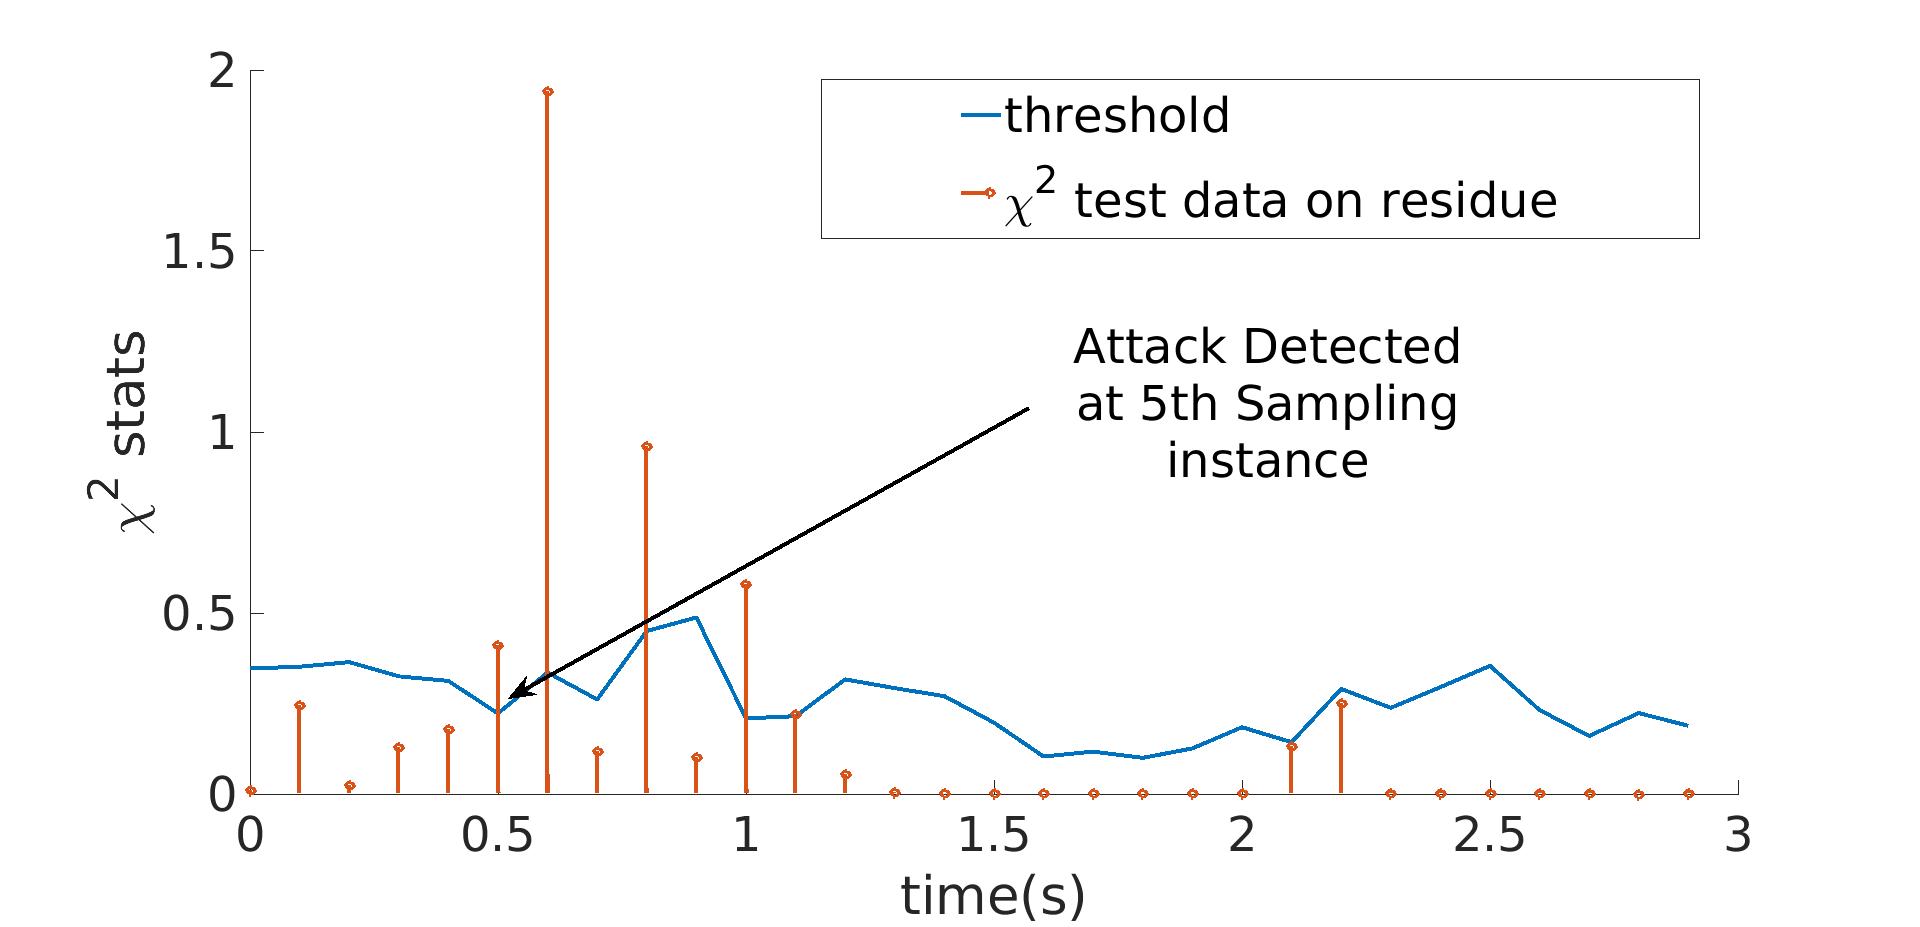 2
1.5
1
0.5
0
χ² stats
threshold
χ² test data on residue
Attack Detected
at 5th Sampling
instance
0 0.5 1 1.5 2 2.5 3
time(s)